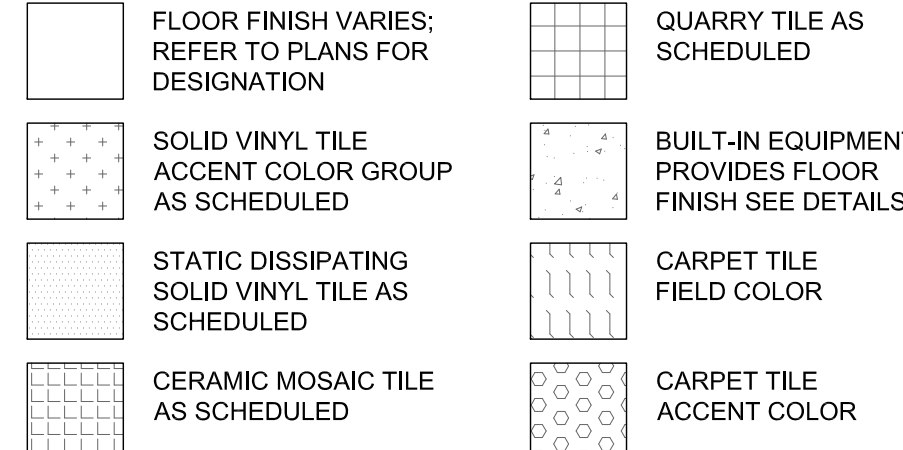 FLOOR FINISH VARIES;
REFER TO PLANS FOR
DESIGNATION
SOLID VINYL TILE
ACCENT COLOR GROUP
AS SCHEDULED
STATIC DISSIPATING
SOLID VINYL TILE AS
SCHEDULED
CERAMIC MOSAIC TILE
AS SCHEDULED
QUARRY TILE AS
SCHEDULED
BUILT-IN EQUIPMENT
PROVIDES FLOOR
FINISH SEE DETAILS
CARPET TILE
FIELD COLOR
CARPET TILE
ACCENT COLOR